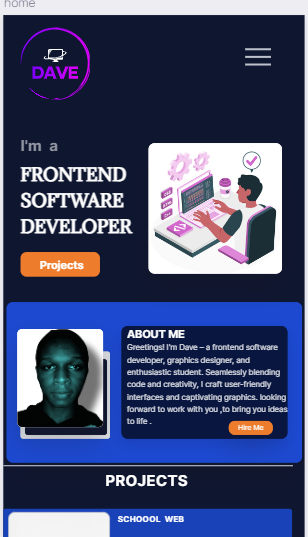 home
DAVE
I'm a
FRONTEND
SOFTWARE
DEVELOPER
Projects
ABOUT ME
Greetings! I'm Dave – a frontend software
developer, graphics designer, and
enthusiastic student. Seamlessly blending
code and creativity, I craft user-friendly
interfaces and captivating graphics. looking
forward to work with you ,to bring you ideas
to life .
Hire Me
PROJECTS
SCHOOOL WEB